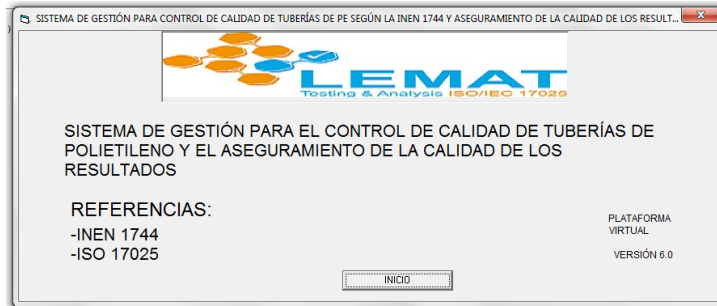 SISTEMA DE GESTIÓN PARA CONTROL DE CALIDAD DE TUBERÍAS DE PE SEGÚN LA INEN 1744 Y ASEGURAMIENTO DE LA CALIDAD DE LOS RESULT...
LEMAT
Testing & Analysis ISO/IEC 17025
SISTEMA DE GESTIÓN PARA EL CONTROL DE CALIDAD DE TUBERÍAS DE
POLIETILENO Y EL ASEGURAMIENTO DE LA CALIDAD DE LOS
RESULTADOS
REFERENCIAS:
-INEN 1744
-ISO 17025
PLATAFORMA
VIRTUAL
VERSIÓN 6.0
INICIO